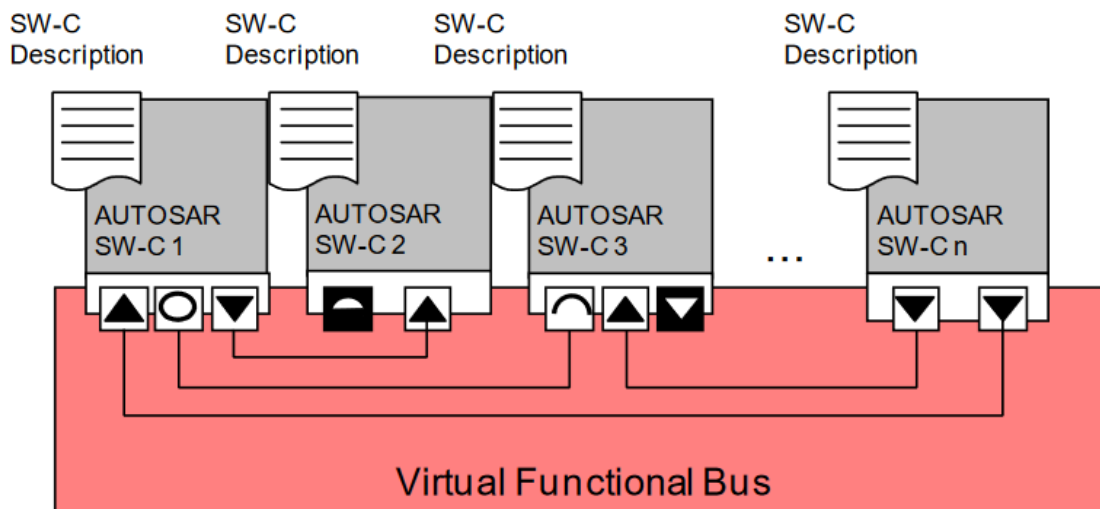 SW-C
Description
SW-C
Description
SW-C
Description
SW-C
Description
AUTOSAR
SW-C 1
AUTOSAR
SW-C 2
AUTOSAR
SW-C 3
...
AUTOSAR
SW-C n
Virtual Functional Bus